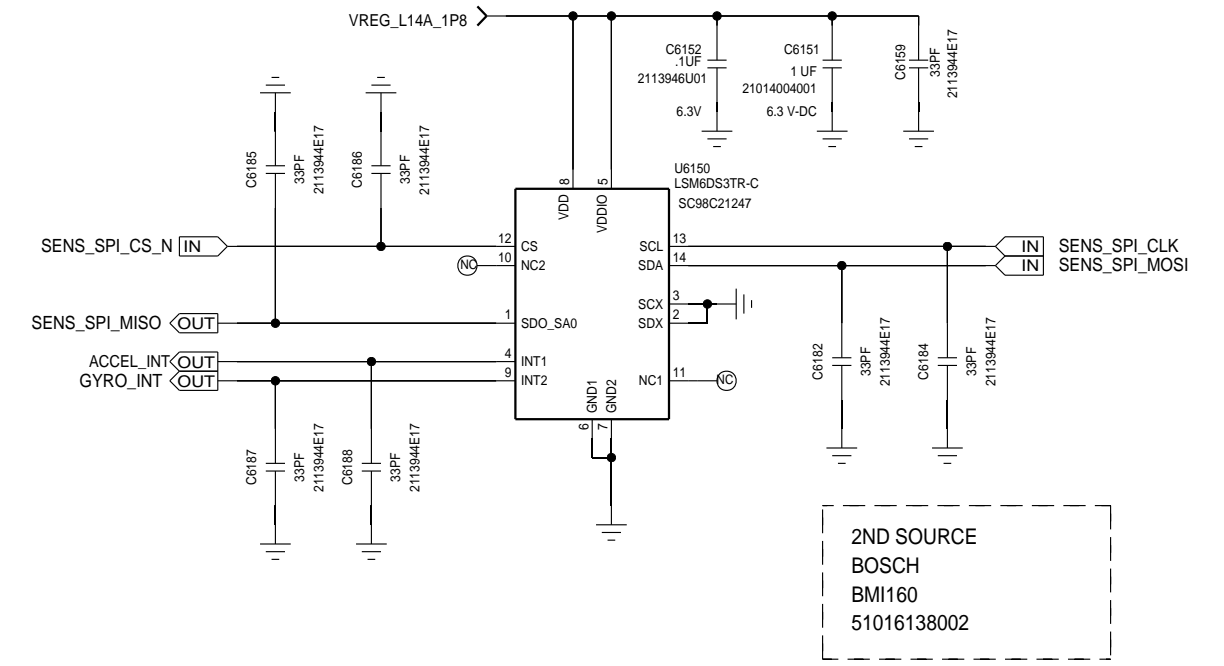 VREG_L14A_1P8
C6152
.1UF
2113946U01
6.3V
C6151
1 UF
21014004001
6.3 V-DC
C6159
33PF
2113944E17
C6185
33PF
2113944E17
C6186
33PF
2113944E17
U6150
LSM6DS3TR-C
SC98C21247
8
VDD
5
VDDIO
SENS_SPI_CS_N IN
12 CS
NC 10 NC2
SENS_SPI_MISO OUT
1 SDO_SA0
ACCEL_INT OUT
4 INT1
GYRO_INT OUT
9 INT2
SCL 13
IN SENS_SPI_CLK
SDA 14
IN SENS_SPI_MOSI
SCX 3
SDX 2
NC1 11 NC
GND1
6
GND2
7
C6182
33PF
2113944E17
C6184
33PF
2113944E17
C6187
33PF
2113944E17
C6188
33PF
2113944E17
2ND SOURCE
BOSCH
BMI160
51016138002